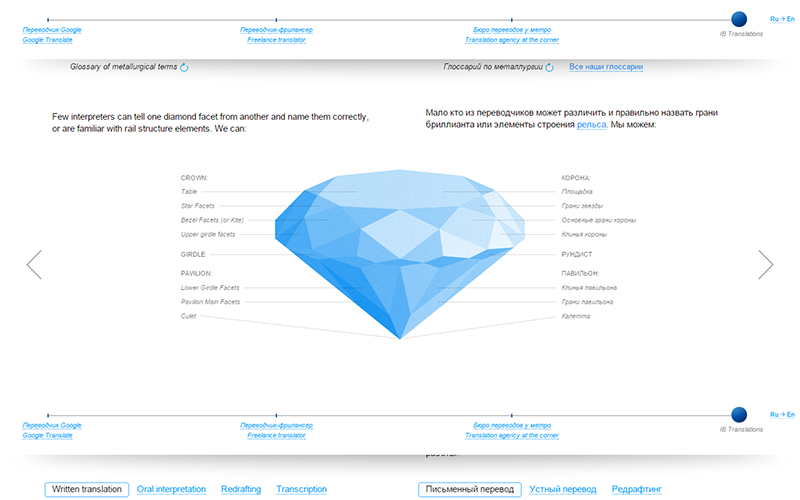 Переводчик Google
Google Translate
Переводчик-фрилансер
Freelance translator
Бюро переводов у метро
Translation agency at the corner
IB Translations
Ru → En
Glossary of metallurgical terms
Глоссарий по металлургии
Все наши глоссарии
Few interpreters can tell one diamond facet from another and name them correctly,
or are familiar with rail structure elements. We can:
Мало кто из переводчиков может различить и правильно назвать грани
бриллианта или элементы строения рельса. Мы можем:
CROWN:
Table
Star Facets
Bezel Facets (or Kite)
Upper girdle facets
GIRDLE
PAVILION:
Lower Girdle Facets
Pavilion Main Facets
Culet
КОРОНА:
Площадка
Грани звезды
Основные грани короны
Клинья короны
РУНДИСТ
ПАВИЛЬОН:
Клинья павильона
Грани павильона
Калетта
Переводчик Google
Google Translate
Переводчик-фрилансер
Freelance translator
Бюро переводов у метро
Translation agency at the corner
IB Translations
Ru → En
Written translation
Oral interpretation
Redrafting
Transcription
Письменный перевод
Устный перевод
Редрафтинг